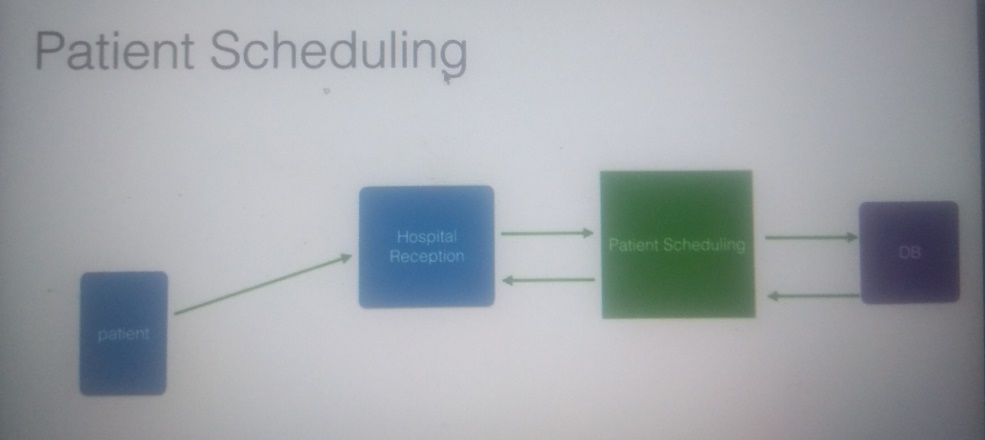 Patient Scheduling
Hospital
Reception
Patient Scheduling
DB
patient